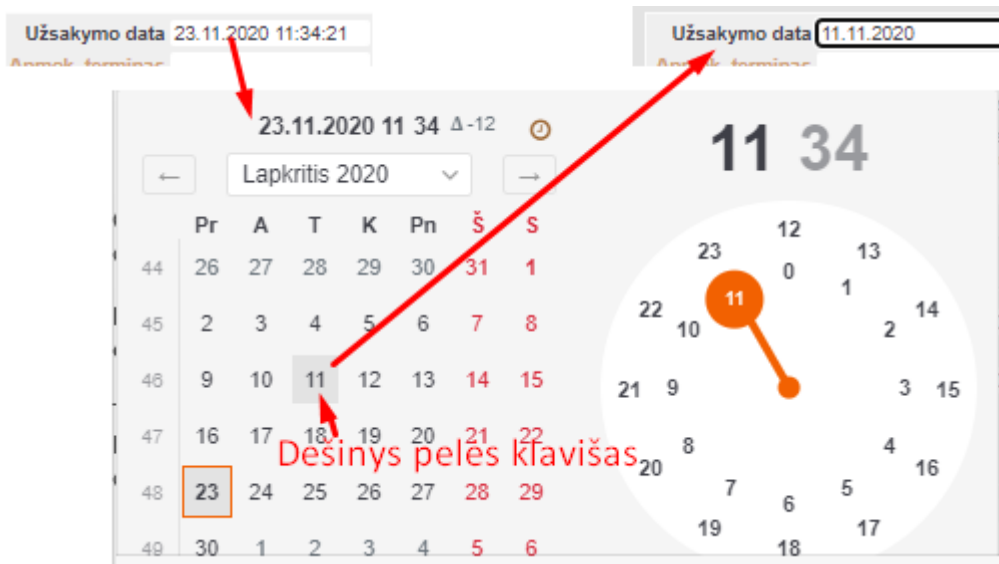 Užsakymo data 23.11.2020 11:34:21
Užsakymo data 11.11.2020
Apmok. terminas
Apmok. terminas
23.11.2020 11 34 Δ -12
11 34
← Lapkritis 2020 →
Pr A T K Pn Š S
44 26 27 28 29 30 31 1
45 2 3 4 5 6 7 8
46 9 10 11 12 13 14 15
47 16 17 18 19 20 21 22
Dešinys pelės klavišas
48 23 24 25 26 27 28 29
49 30 1 2 3 4 5 6
12
23 13
0
11 1
22 14
10 2
21 9 3 15
8 4
20 16
7 5
6
19 17
18